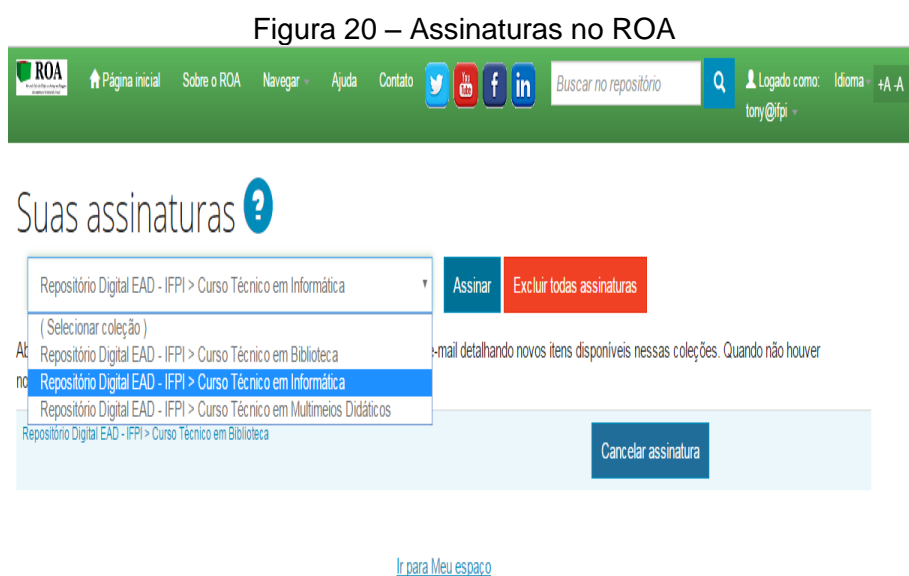 Figura 20 – Assinaturas no ROA
ROA
Página inicial Sobre o ROA Navegar Ajuda Contato You Tube f in Buscar no repositório Logado como: Idioma +A -A
tony@ifpi
Suas assinaturas ?
Repositório Digital EAD - IFPI > Curso Técnico em Informática Assinar Excluir todas assinaturas
( Selecionar coleção )
Repositório Digital EAD - IFPI > Curso Técnico em Biblioteca
e-mail detalhando novos itens disponíveis nessas coleções. Quando não houver
Repositório Digital EAD - IFPI > Curso Técnico em Informática
Repositório Digital EAD - IFPI > Curso Técnico em Multimeios Didáticos
Repositório Digital EAD - IFPI > Curso Técnico em Biblioteca Cancelar assinatura
Ir para Meu espaço